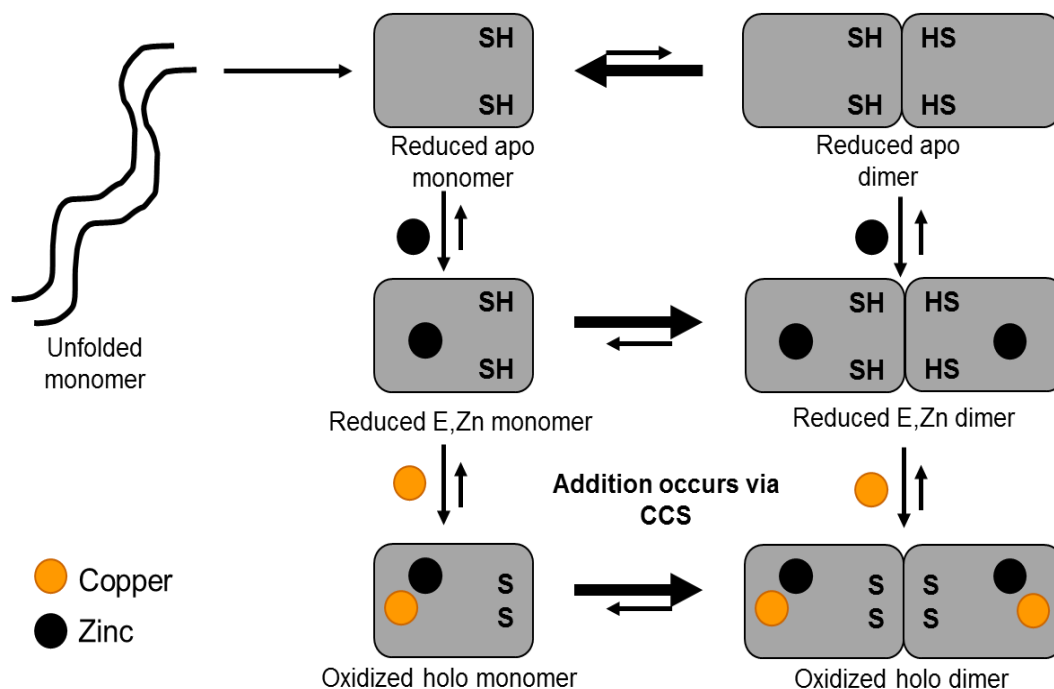 SH
SH
Reduced apo
monomer
SH HS
SH HS
Reduced apo
dimer
Unfolded
monomer
SH
SH
Reduced E,Zn monomer
SH HS
SH HS
Reduced E,Zn dimer
Addition occurs via
CCS
Copper
Zinc
S
S
Oxidized holo monomer
S S
S S
Oxidized holo dimer